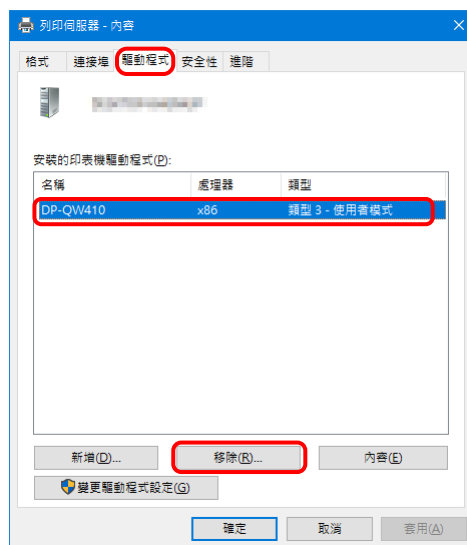 列印伺服器 - 內容
格式 連接埠 驅動程式 安全性 進階
安裝的印表機驅動程式(P):
名稱 處理器 類型
DP-QW410 x86 類型 3 - 使用者模式
新增(D)... 移除(R)... 內容(E)
變更驅動程式設定(G)
確定 取消 套用(A)